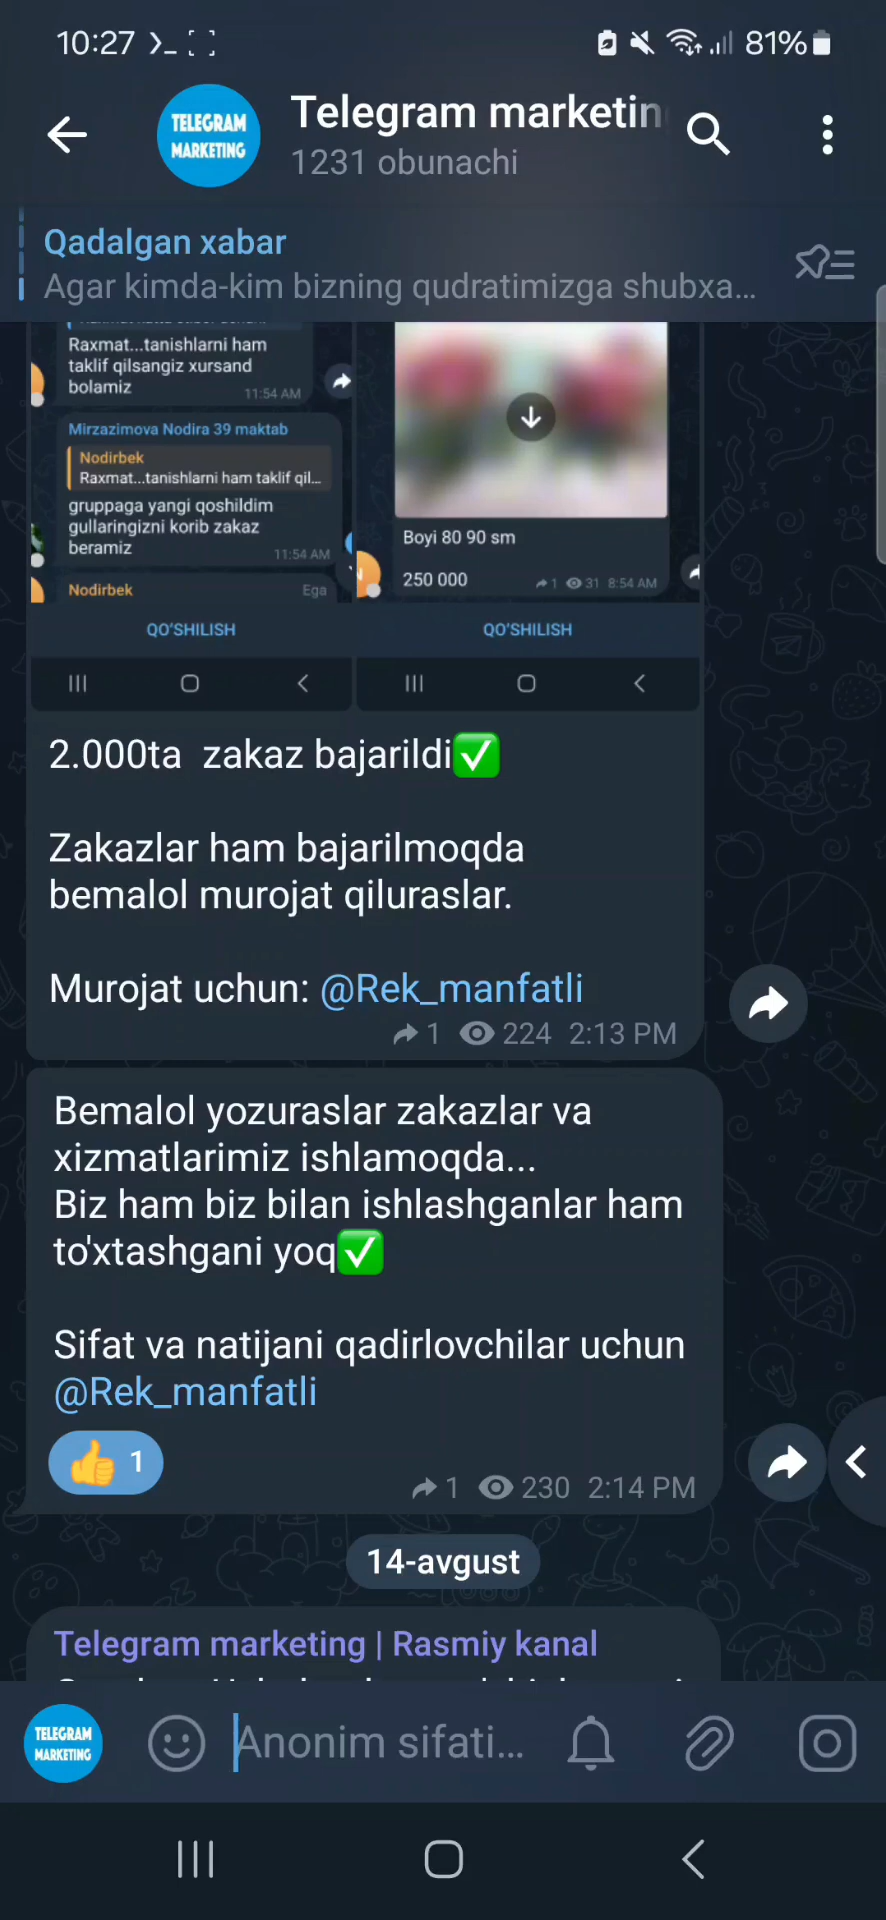 10:27
81%
TELEGRAM
MARKETING
Telegram marketin
1231 obunachi
Qadalgan xabar
Agar kimda-kim bizning qudratimizga shubxa...
Raxmat...tanishlarni ham
taklif qilsangiz xursand
bolamiz
11:54 AM
Mirzazimova Nodira 39 maktab
Nodirbek
Raxmat...tanishlarni ham taklif qil...
gruppaga yangi qoshildim
gullaringizni korib zakaz
beramiz
11:54 AM
Nodirbek Ega
QO'SHILISH
Boyi 80 90 sm
250 000
1 31 8:54 AM
QO'SHILISH
2.000ta zakaz bajarildi✅
Zakazlar ham bajarilmoqda
bemalol murojat qiluraslar.
Murojat uchun: @Rek_manfatli
1 224 2:13 PM
Bemalol yozuraslar zakazlar va
xizmatlarimiz ishlamoqda...
Biz ham biz bilan ishlashganlar ham
to'xtashgani yoq✅
Sifat va natijani qadirlovchilar uchun
@Rek_manfatli
👍 1
1 230 2:14 PM
14-avgust
Telegram marketing | Rasmiy kanal
TELEGRAM
MARKETING
Anonim sifati...